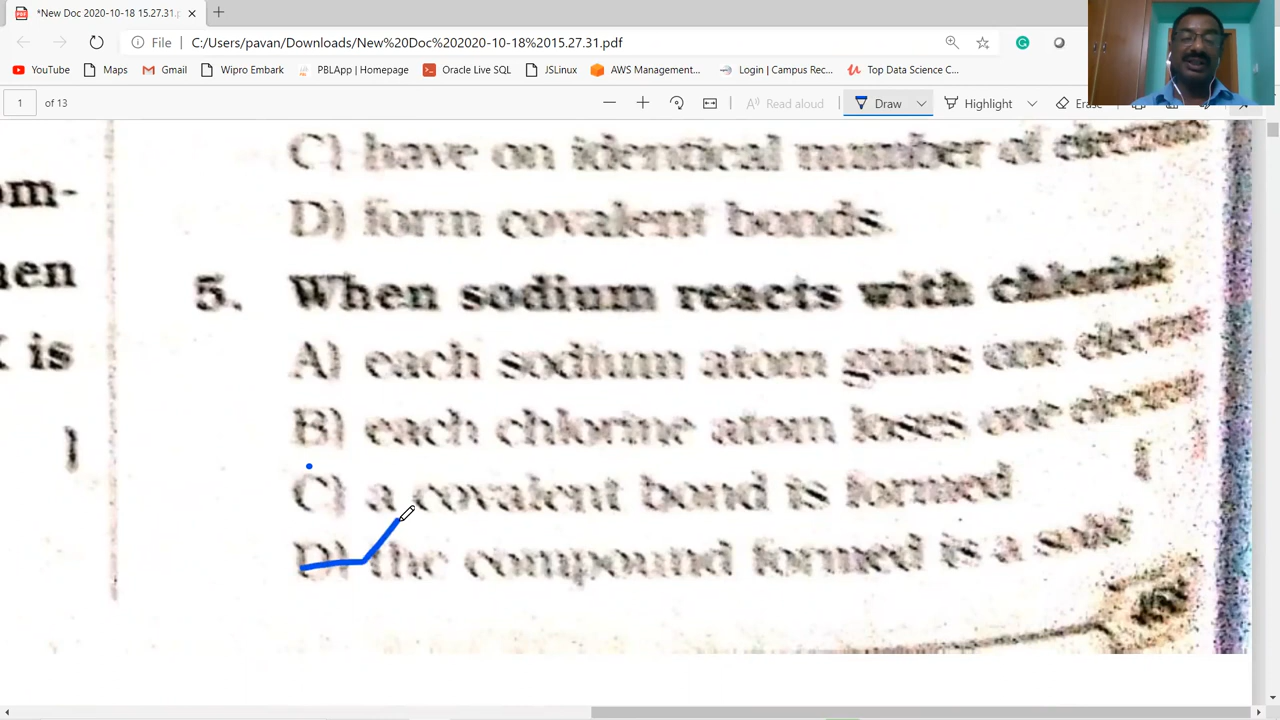 *New Doc 2020-10-18 15.27.31.p
File C:/Users/pavan/Downloads/New%20Doc%202020-10-18%2015.27.31.pdf
YouTube Maps Gmail Wipro Embark PBLApp | Homepage Oracle Live SQL JSLinux AWS Management... Login | Campus Rec... Top Data Science C...
1 of 13 Read aloud Draw Highlight Erase
C) have on identical number of
D) form covalent bonds.
om-
5. When sodium reacts with chlorine
A) each sodium atom gains one
is
B) each chlorine atom loses one
C) a covalent bond is formed
D) the compound formed is a